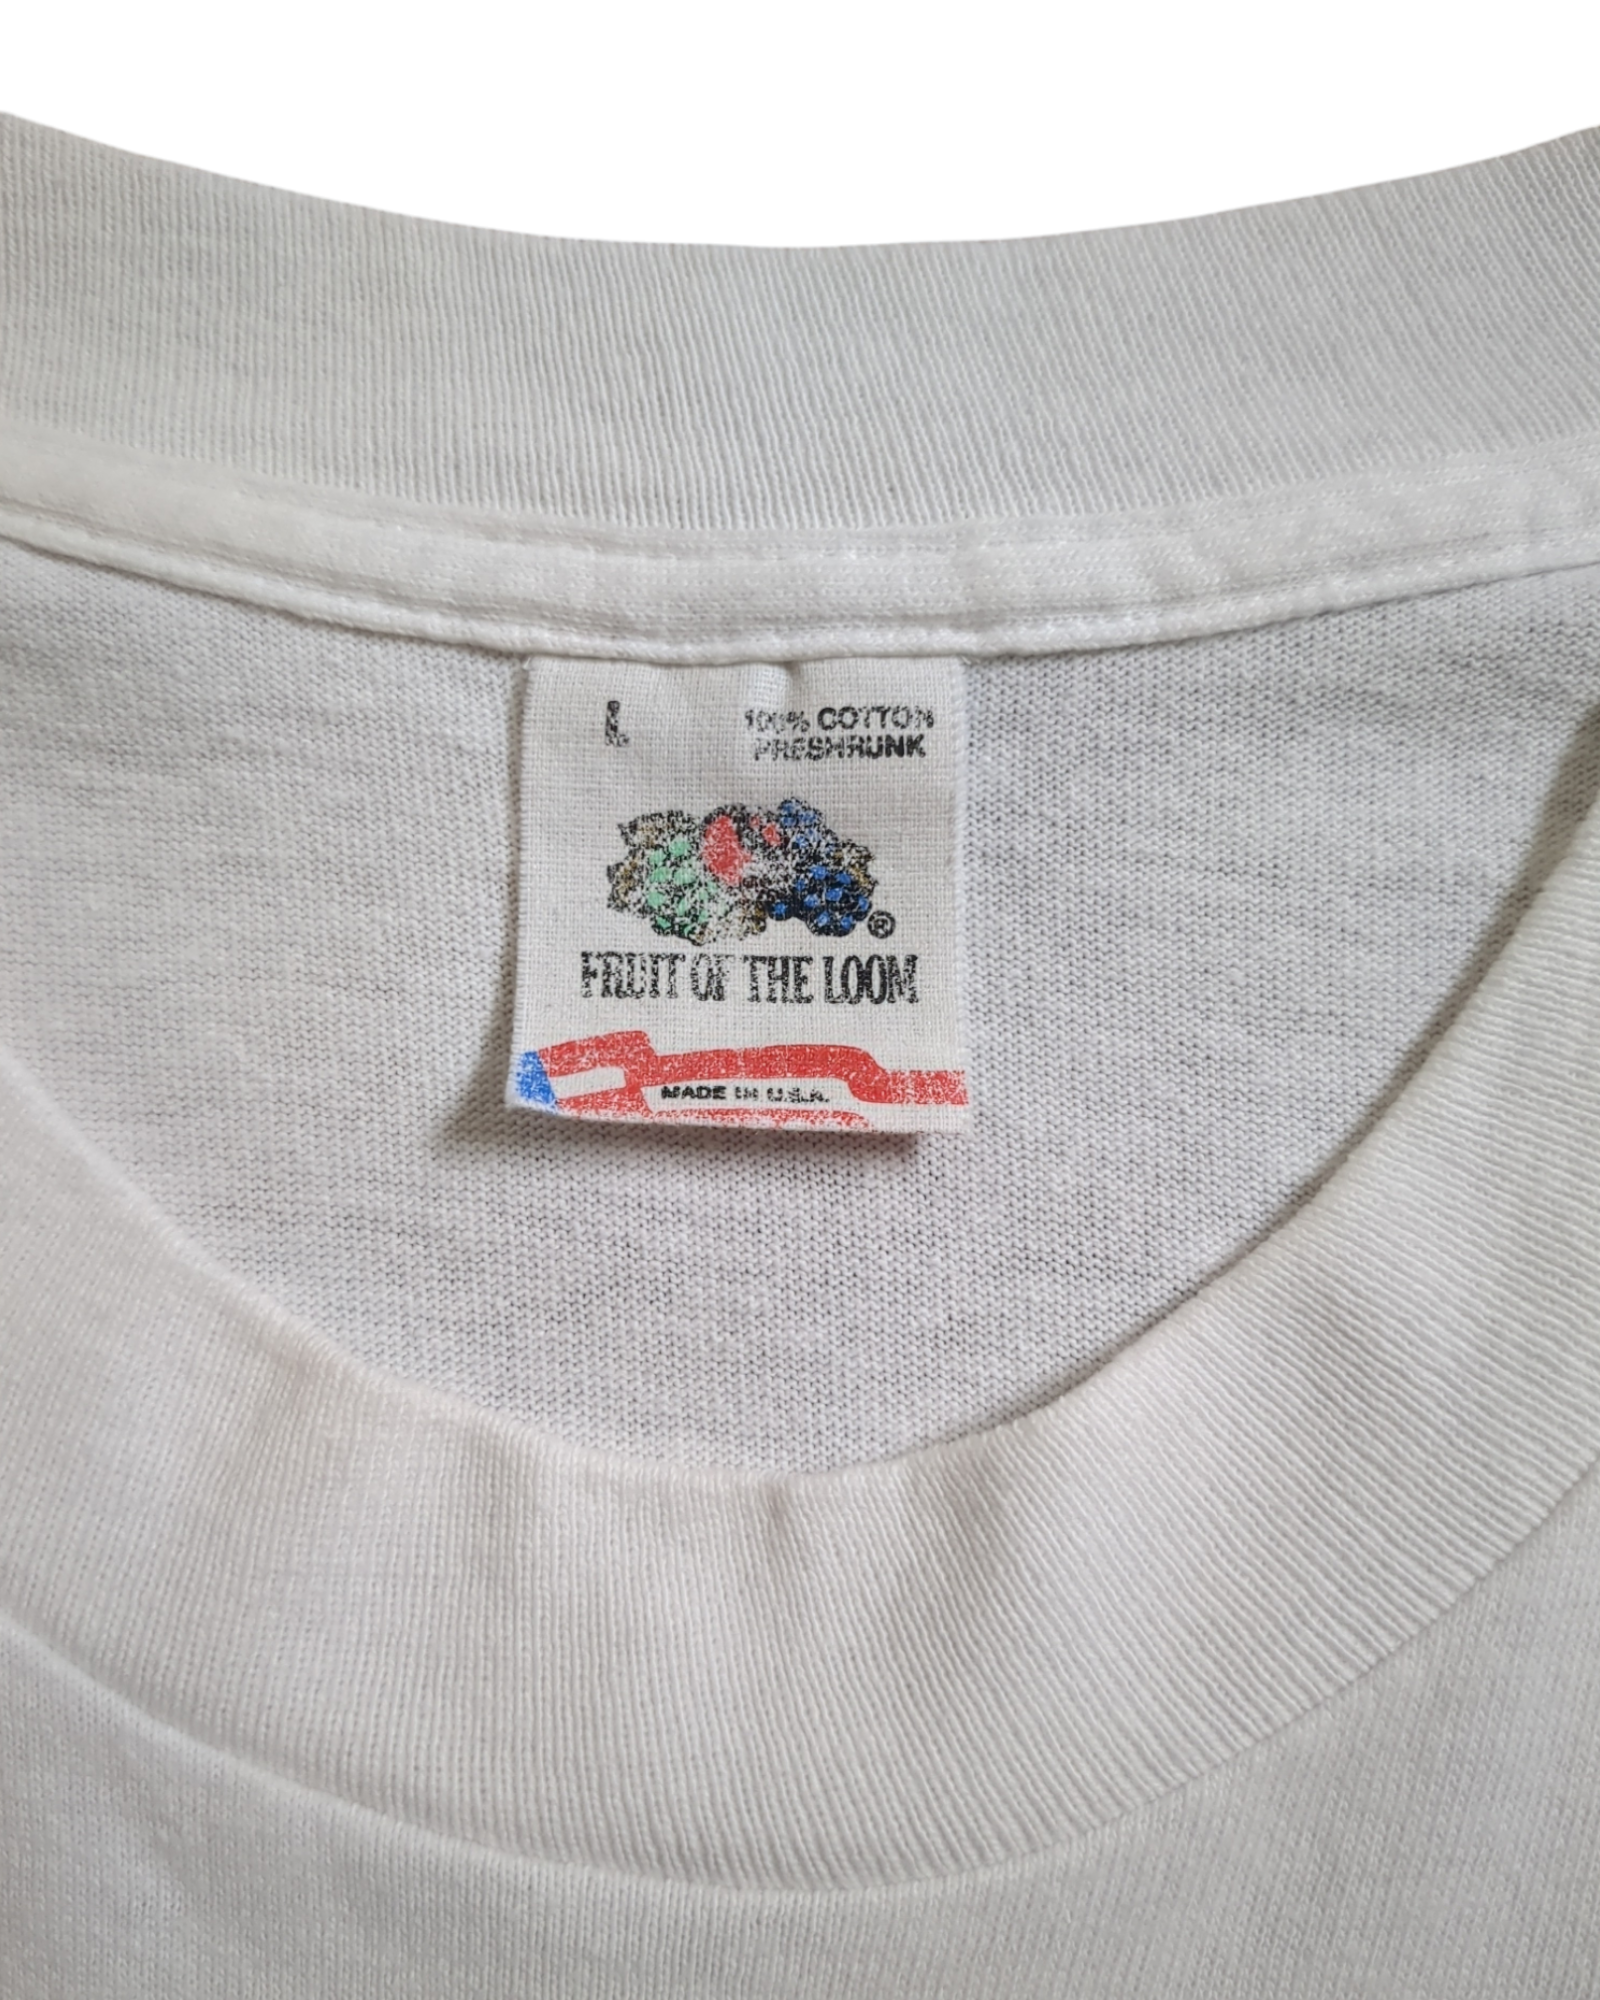 L 100% COTTON
PRESHRUNK
®
FRUIT OF THE LOOM
MADE IN U.S.A.